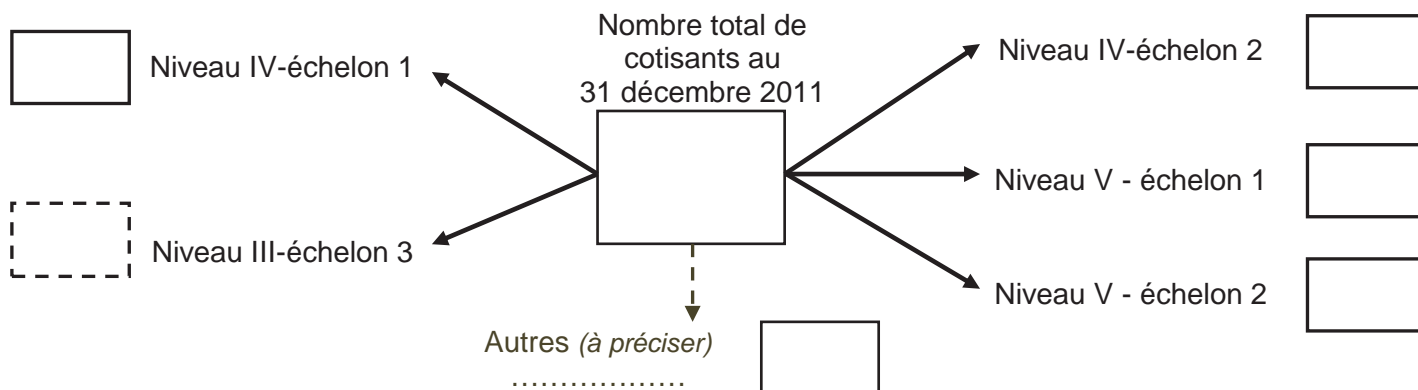 Nombre total de
cotisants au
31 décembre 2011
Niveau IV-échelon 1
Niveau III-échelon 3
Niveau IV-échelon 2
Niveau V - échelon 1
Niveau V - échelon 2
Autres (à préciser)
..................